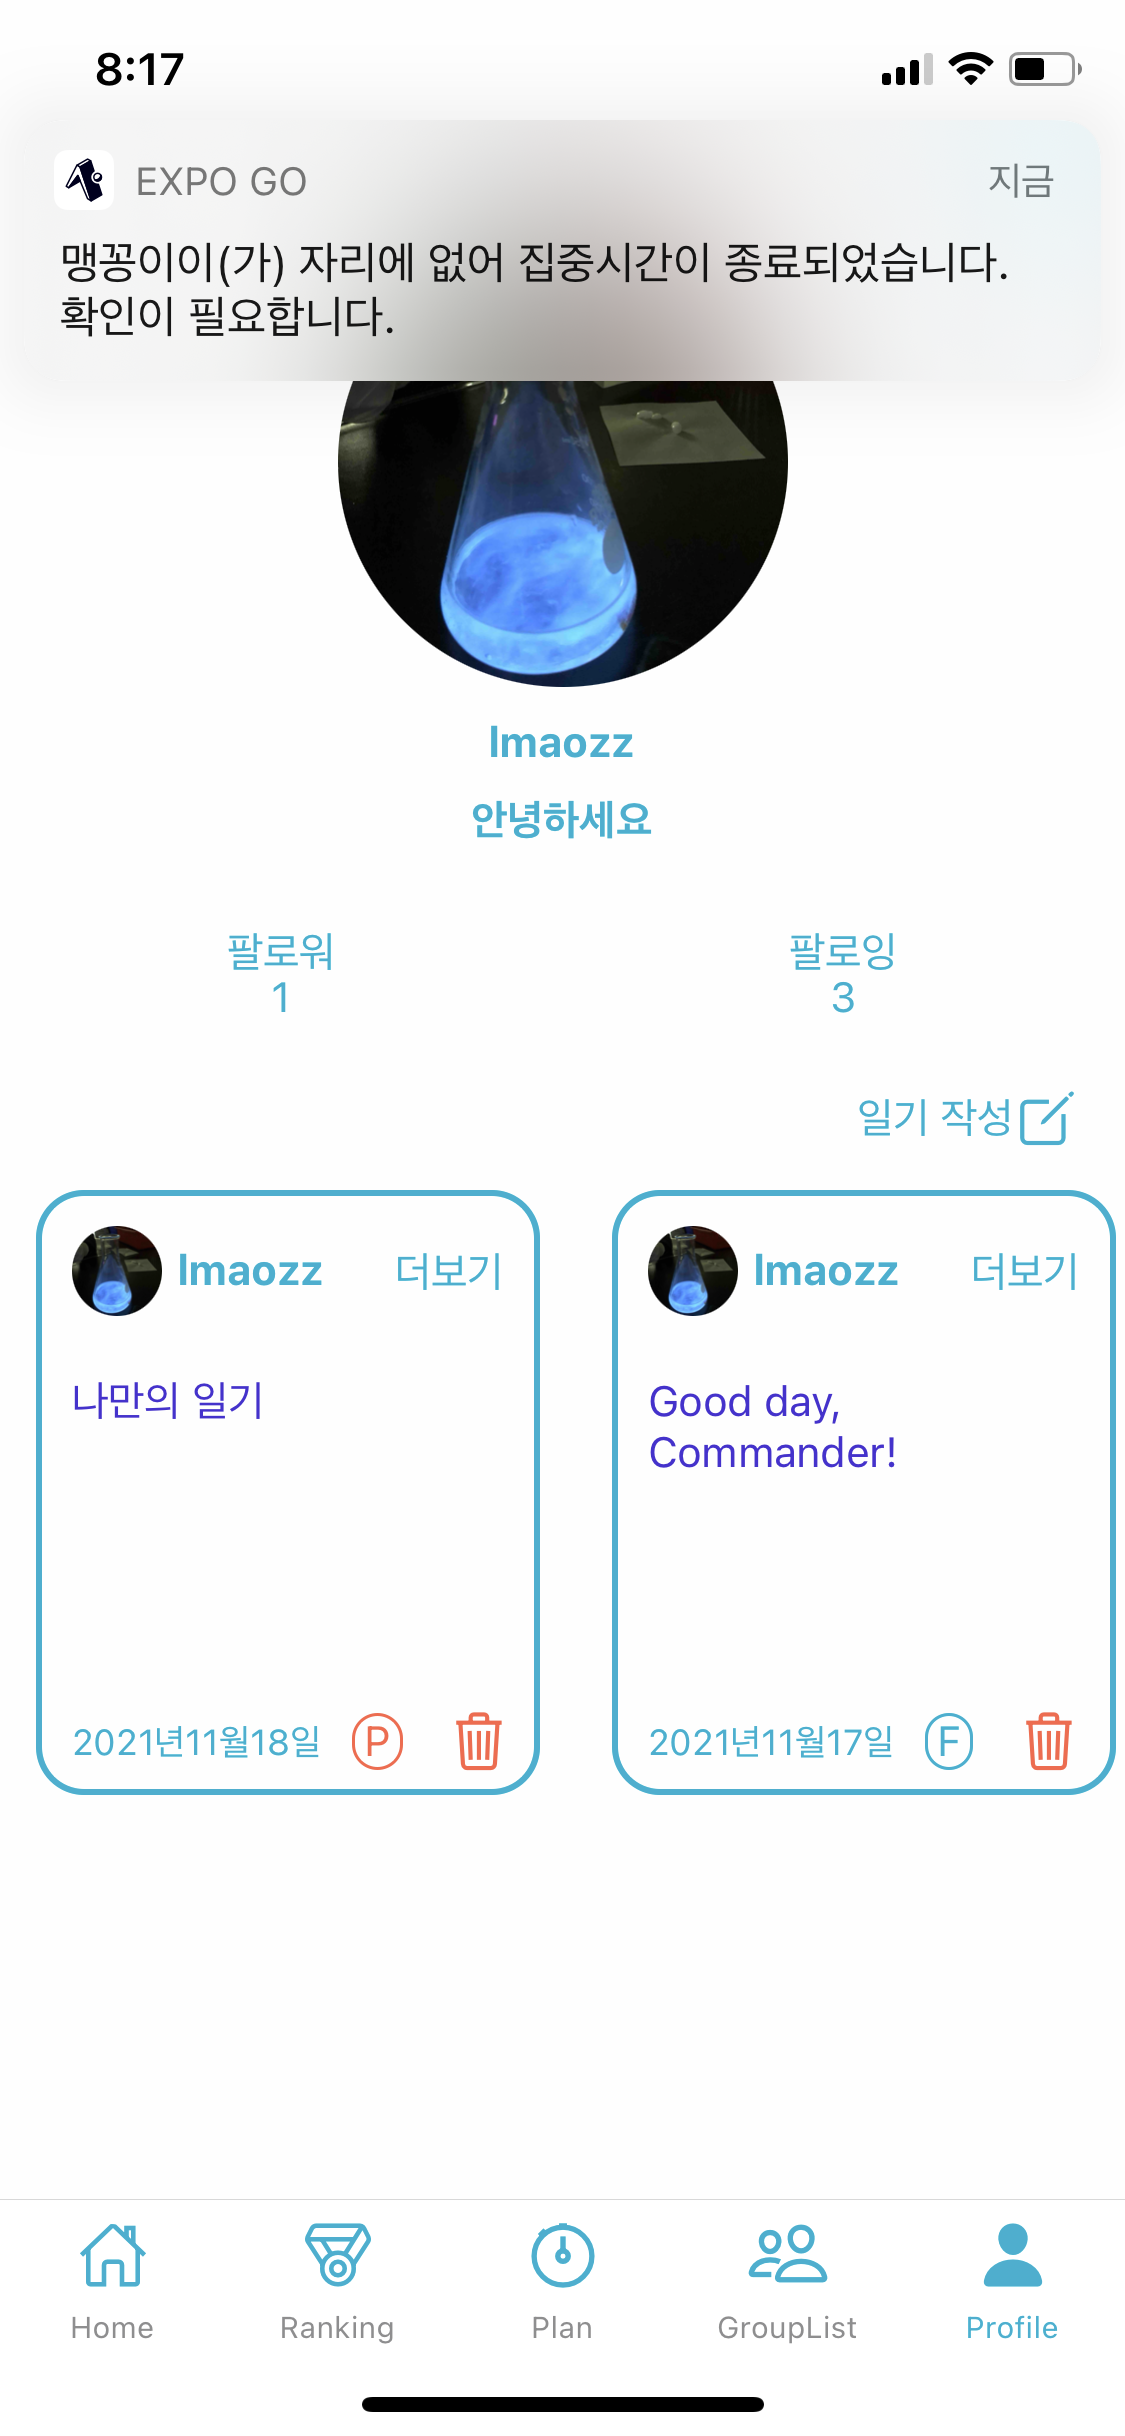 8:17
EXPO GO
지금
맹꽁이이(가) 자리에 없어 집중시간이 종료되었습니다.
확인이 필요합니다.
lmaozz
안녕하세요
팔로워
1
팔로잉
3
일기 작성
lmaozz
더보기
나만의 일기
2021년11월18일
P
lmaozz
더보기
Good day,
Commander!
2021년11월17일
F
Home
Ranking
Plan
GroupList
Profile